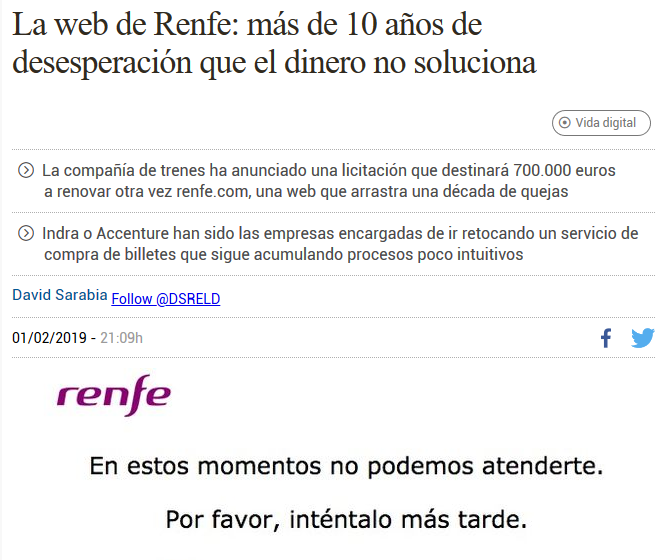 La web de Renfe: más de 10 años de
desesperación que el dinero no soluciona
Vida digital
La compañía de trenes ha anunciado una licitación que destinará 700.000 euros
a renovar otra vez renfe.com, una web que arrastra una década de quejas
Indra o Accenture han sido las empresas encargadas de ir retocando un servicio de
compra de billetes que sigue acumulando procesos poco intuitivos
David Sarabia Follow @DSRELD
01/02/2019 - 21:09h
renfe
En estos momentos no podemos atenderte.
Por favor, inténtalo más tarde.